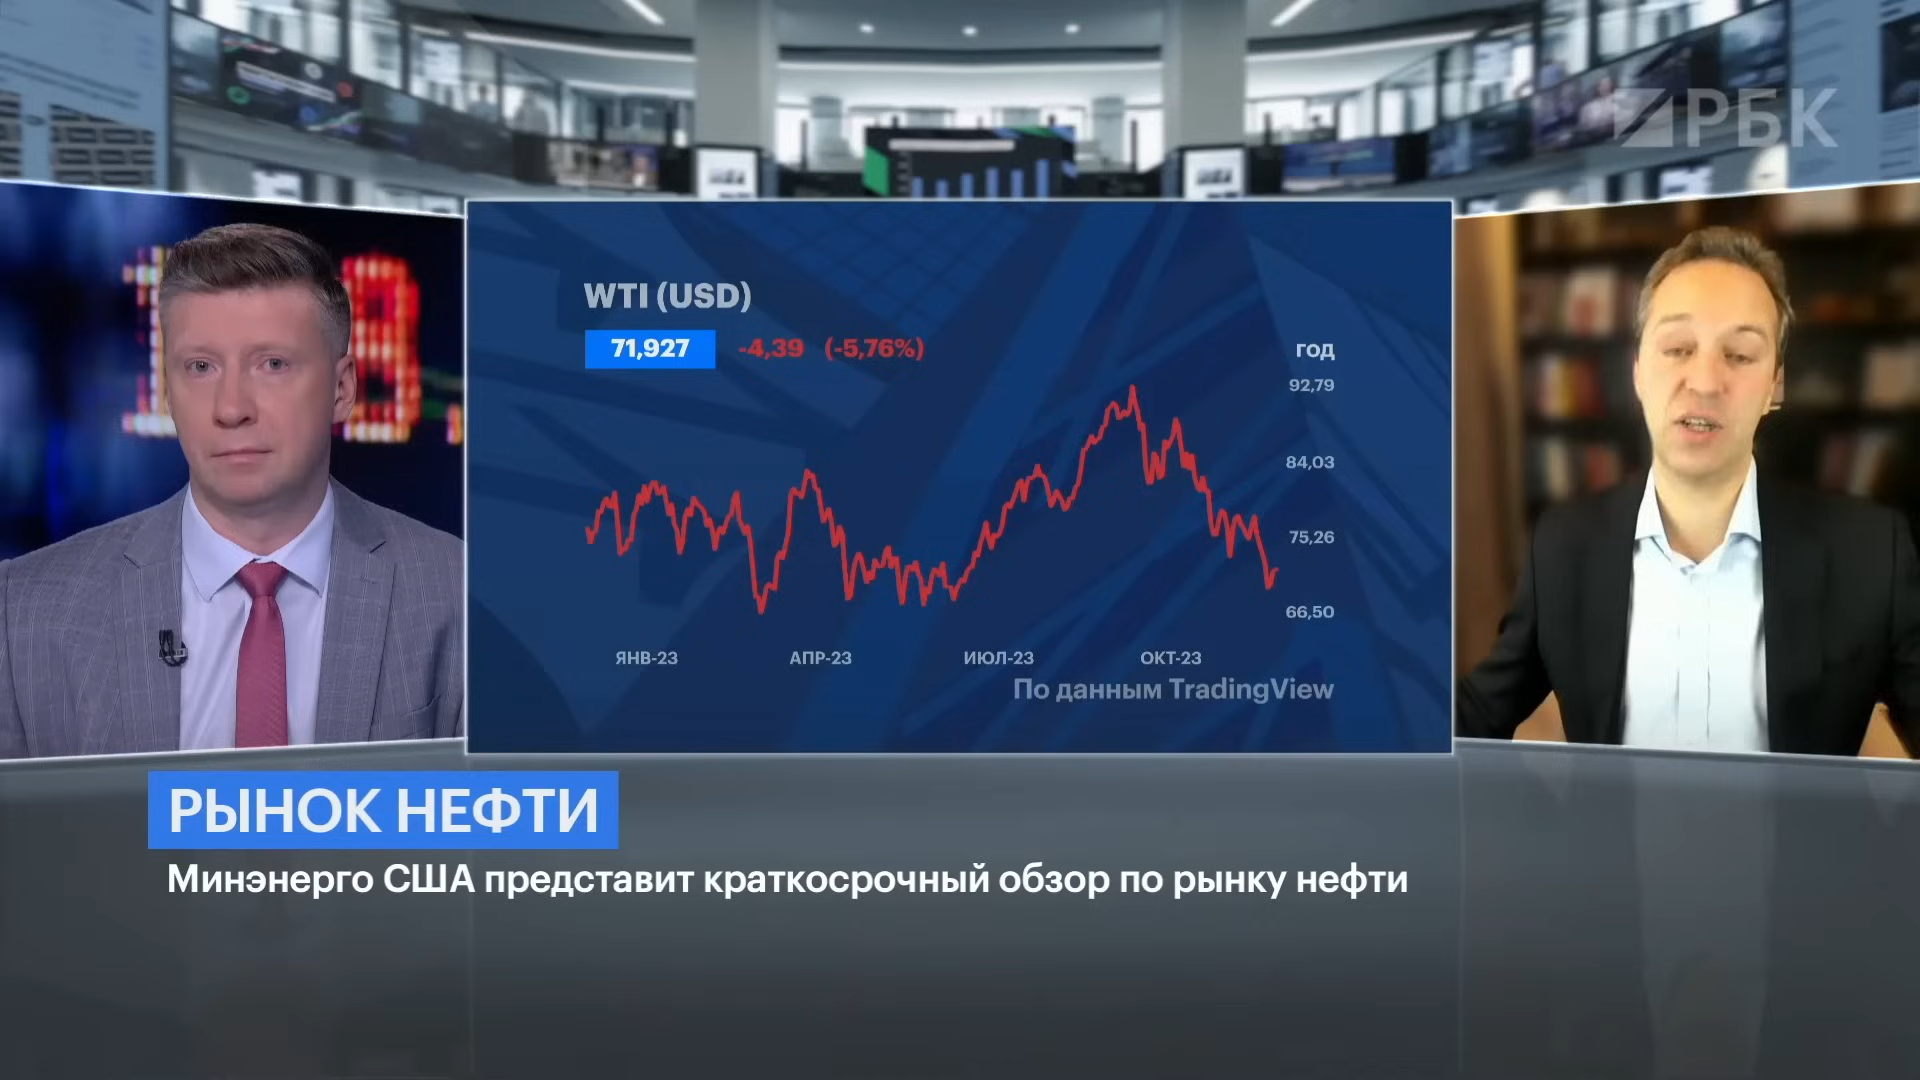 РБК
WTI (USD)
71,927 -4,39 (-5,76%)
ГОД
92,79
84,03
75,26
66,50
ЯНВ-23 АПР-23 ИЮЛ-23 ОКТ-23
По данным TradingView
РЫНОК НЕФТИ
Минэнерго США представит краткосрочный обзор по рынку нефти